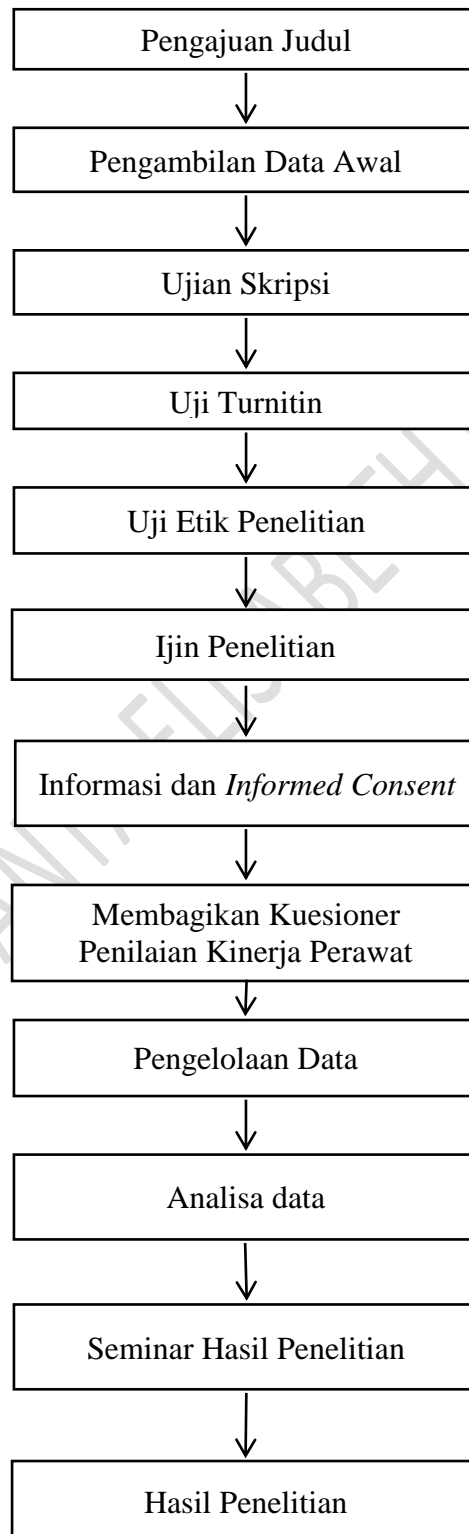 Pengajuan Judul
Pengambilan Data Awal
Ujian Skripsi
Uji Turnitin
Uji Etik Penelitian
Ijin Penelitian
Informasi dan Informed Consent
Membagikan Kuesioner
Penilaian Kinerja Perawat
Pengelolaan Data
Analisa data
Seminar Hasil Penelitian
Hasil Penelitian